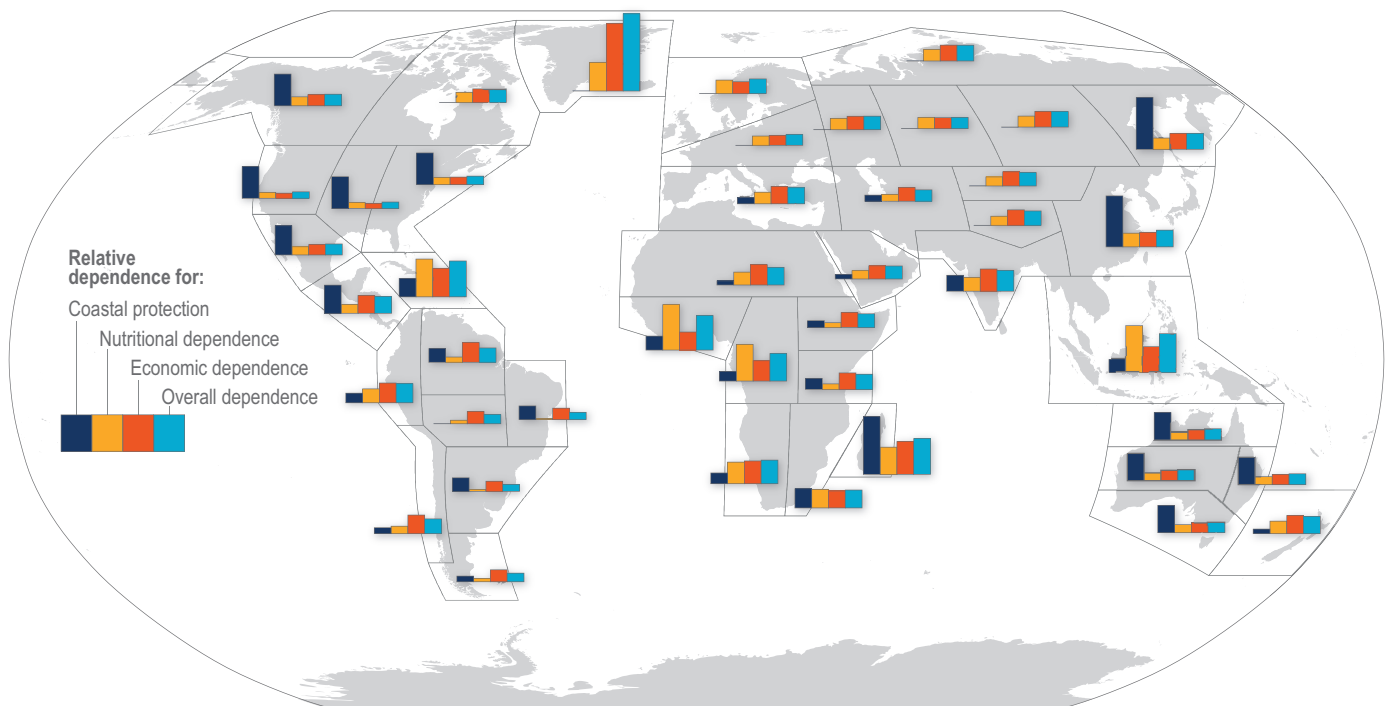 Relative
dependence for:
Coastal protection
Nutritional dependence
Economic dependence
Overall dependence